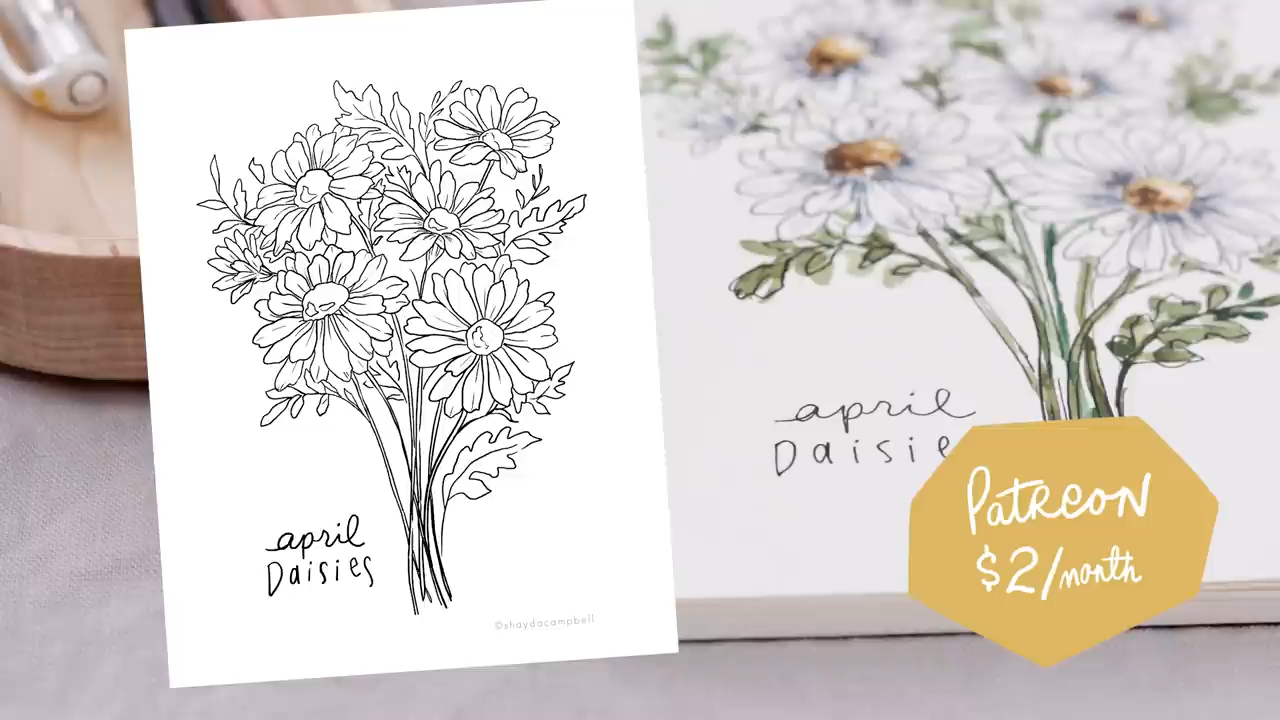 april
Daisies
©shaydacampbell
april
Daisie
Patreon
$2/month